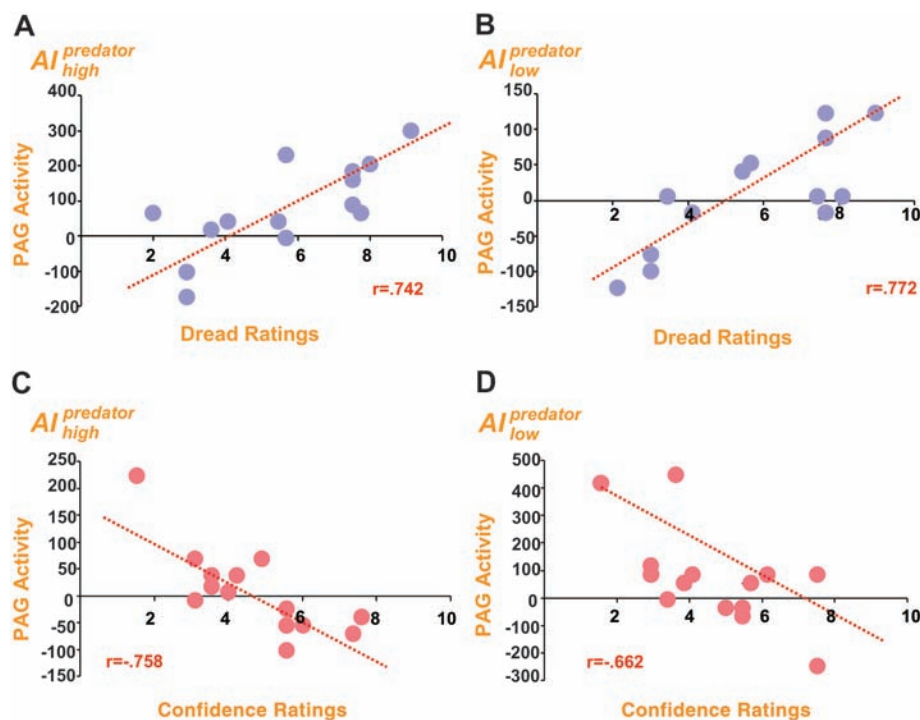 A
AI predator high
PAG Activity
400
300
200
100
0
-100
-200
2 4 6 8 10
r=.742
Dread Ratings
B
AI predator low
PAG Activity
150
100
50
0
-50
-100
-150
2 4 6 8 10
r=.772
Dread Ratings
C
AI predator high
PAG Activity
250
200
150
100
50
0
-50
-100
-150
2 4 6 8 10
r=-.758
Confidence Ratings
D
AI predator low
PAG Activity
500
400
300
200
100
0
-100
-200
-300
2 4 6 8 10
r=-.662
Confidence Ratings